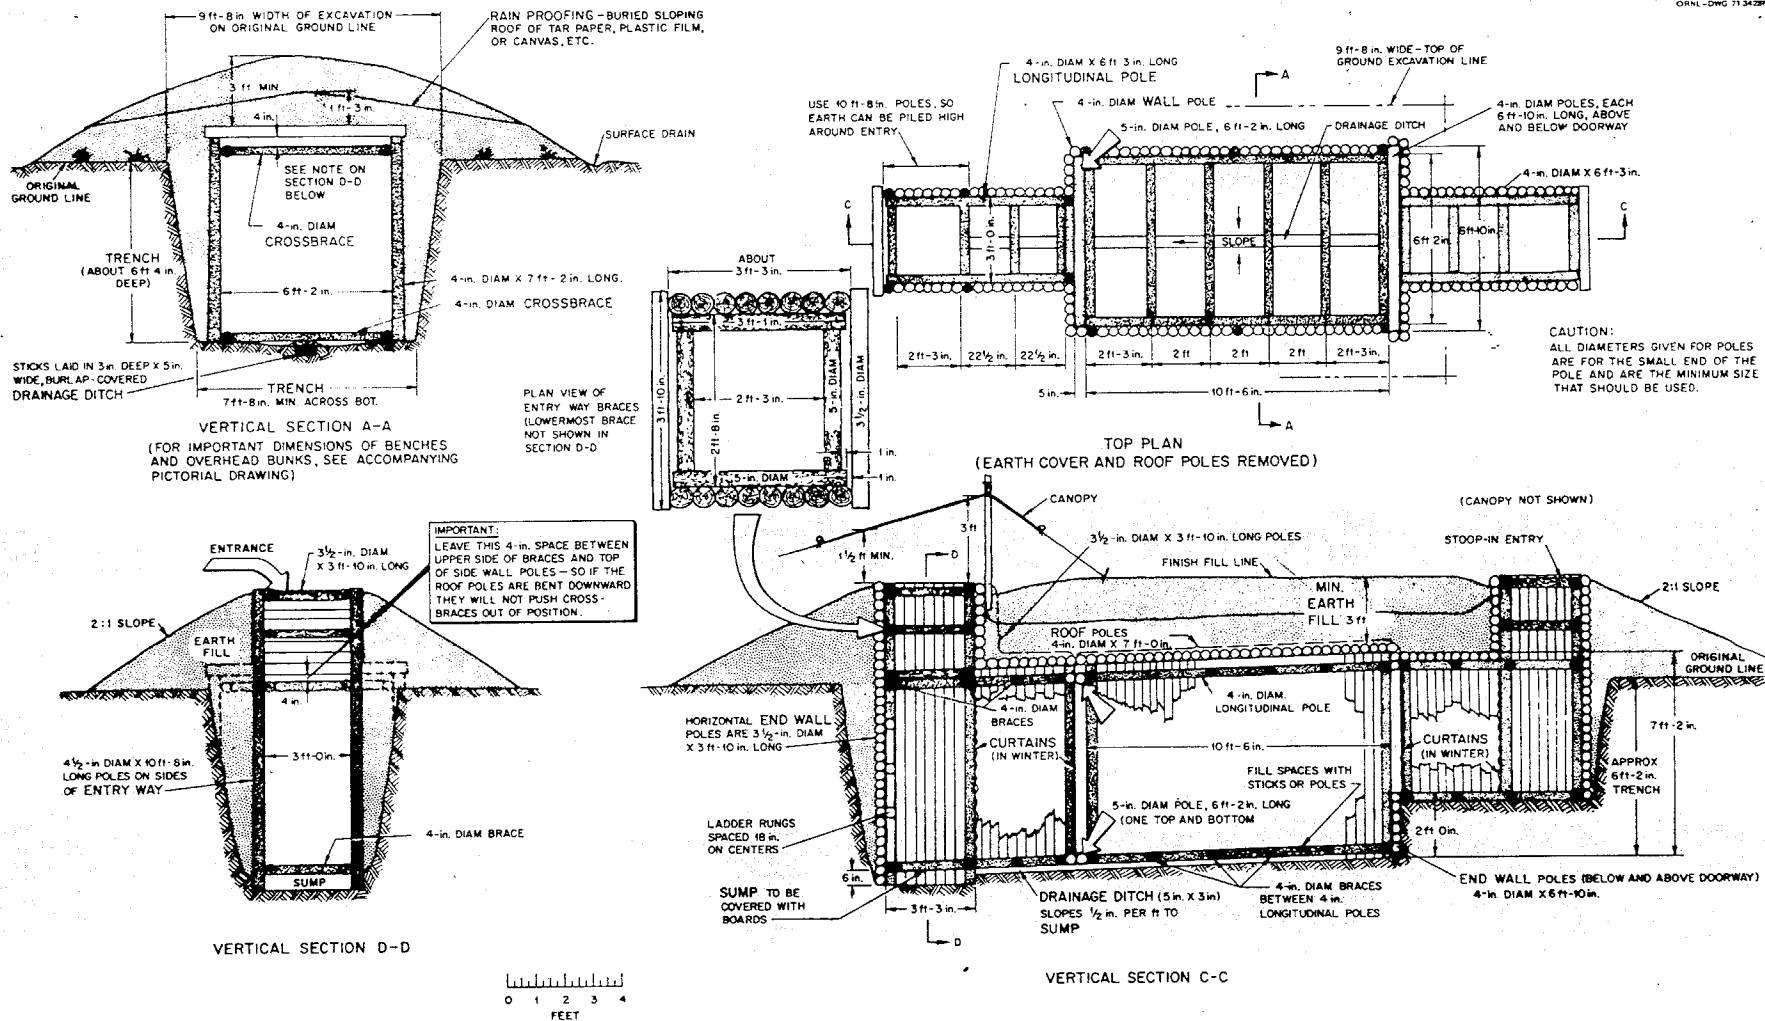 ORNL-DWG 71 3428
9 ft-8 in WIDTH OF EXCAVATION
ON ORIGINAL GROUND LINE
RAIN PROOFING - BURIED SLOPING
ROOF OF TAR PAPER, PLASTIC FILM,
OR CANVAS, ETC.
3 ft MIN.
1 ft-3in.
4 in.
SURFACE DRAIN
SEE NOTE ON
SECTION D-D
BELOW
ORIGINAL
GROUND LINE
4-in. DIAM
CROSSBRACE
TRENCH
(ABOUT 6 ft 4 in.
DEEP)
6 ft-2 in.
4-in. DIAM X 7 ft-2 in. LONG.
4-in. DIAM CROSSBRACE
STICKS LAID IN 3 in. DEEP X 5 in.
WIDE, BURLAP-COVERED
DRAINAGE DITCH
TRENCH
7 ft-8 in. MIN. ACROSS BOT.
VERTICAL SECTION A-A
(FOR IMPORTANT DIMENSIONS OF BENCHES
AND OVERHEAD BUNKS, SEE ACCOMPANYING
PICTORIAL DRAWING)
4-in. DIAM X 6 ft 3 in. LONG
LONGITUDINAL POLE
A
9 ft-8 in. WIDE - TOP OF
GROUND EXCAVATION LINE
USE 10 ft-8 in. POLES, SO
EARTH CAN BE PILED HIGH
AROUND ENTRY
4-in. DIAM WALL POLE
5-in. DIAM POLE, 6 ft-2 in. LONG
DRAINAGE DITCH
4-in. DIAM POLES, EACH
6 ft-10 in. LONG, ABOVE
AND BELOW DOORWAY
4-in. DIAM X 6 ft-3 in.
C
C
3 ft-0 in.
SLOPE
6 ft 2 in.
6 ft-10 in.
2 ft-3 in.
22 1/2 in.
22 1/2 in.
2 ft-3 in.
2 ft
2 ft
2 ft
2 ft-3 in.
5 in.
10 ft-6 in.
A
CAUTION:
ALL DIAMETERS GIVEN FOR POLES
ARE FOR THE SMALL END OF THE
POLE AND ARE THE MINIMUM SIZE
THAT SHOULD BE USED.
TOP PLAN
(EARTH COVER AND ROOF POLES REMOVED)
ABOUT
3 ft-3 in.
3 ft-1 in.
3 ft-10 in.
2 ft-3 in.
2 ft-8 in.
5-in. DIAM
3 1/2-in. DIAM
5-in. DIAM
1 in.
1 in.
PLAN VIEW OF
ENTRY WAY BRACES
(LOWERMOST BRACE
NOT SHOWN IN
SECTION D-D
ENTRANCE
3 1/2-in. DIAM
X 3 ft-10 in. LONG
IMPORTANT:
LEAVE THIS 4-in. SPACE BETWEEN
UPPER SIDE OF BRACES AND TOP
OF SIDE WALL POLES - SO IF THE
ROOF POLES ARE BENT DOWNWARD
THEY WILL NOT PUSH CROSS-
BRACES OUT OF POSITION.
2:1 SLOPE
EARTH
FILL
4 in.
3 ft-0 in.
4 1/2-in DIAM X 10 ft-8 in.
LONG POLES ON SIDES
OF ENTRY WAY
4-in. DIAM BRACE
SUMP
VERTICAL SECTION D-D
0 1 2 3 4
FEET
CANOPY
3 ft
1 1/2 ft MIN.
D
3 1/2-in. DIAM X 3 ft-10 in. LONG POLES
FINISH FILL LINE
(CANOPY NOT SHOWN)
STOOP-IN ENTRY
2:1 SLOPE
MIN.
EARTH
FILL 3 ft
ROOF POLES
4-in. DIAM X 7 ft-0 in.
ORIGINAL
GROUND LINE
4-in. DIAM
BRACES
4-in. DIAM.
LONGITUDINAL POLE
HORIZONTAL END WALL
POLES ARE 3 1/2-in. DIAM
X 3 ft-10 in. LONG
CURTAINS
(IN WINTER)
10 ft-6 in.
CURTAINS
(IN WINTER)
7 ft-2 in.
APPROX
6 ft-2 in.
TRENCH
FILL SPACES WITH
STICKS OR POLES
5-in. DIAM POLE, 6 ft-2 in. LONG
(ONE TOP AND BOTTOM
LADDER RUNGS
SPACED 18 in.
ON CENTERS
2 ft 0 in.
6 in.
SUMP TO BE
COVERED WITH
BOARDS
3 ft-3 in.
DRAINAGE DITCH (5 in. X 3 in)
SLOPES 1/2 in. PER ft TO
SUMP
4-in. DIAM BRACES
BETWEEN 4 in.
LONGITUDINAL POLES
END WALL POLES (BELOW AND ABOVE DOORWAY)
4-in. DIAM X 6 ft-10 in.
D
VERTICAL SECTION C-C